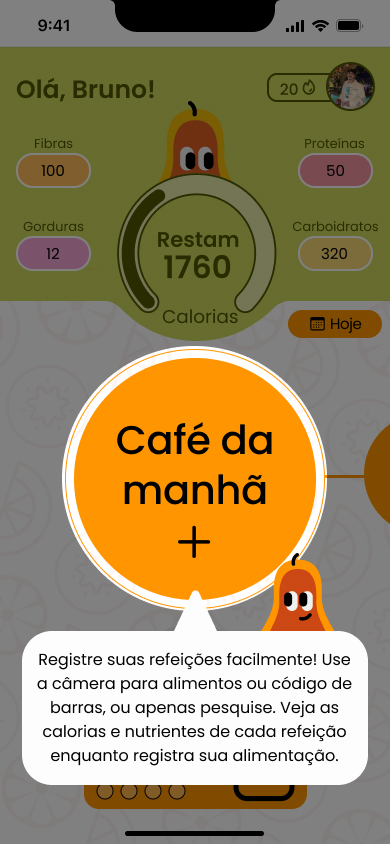 9:41
Olá, Bruno!
20
Fibras
100
Proteínas
50
Gorduras
12
Carboidratos
320
Restam
1760
Calorias
Hoje
Café da
manhã
+
Registre suas refeições facilmente! Use
a câmera para alimentos ou código de
barras, ou apenas pesquise. Veja as
calorias e nutrientes de cada refeição
enquanto registra sua alimentação.